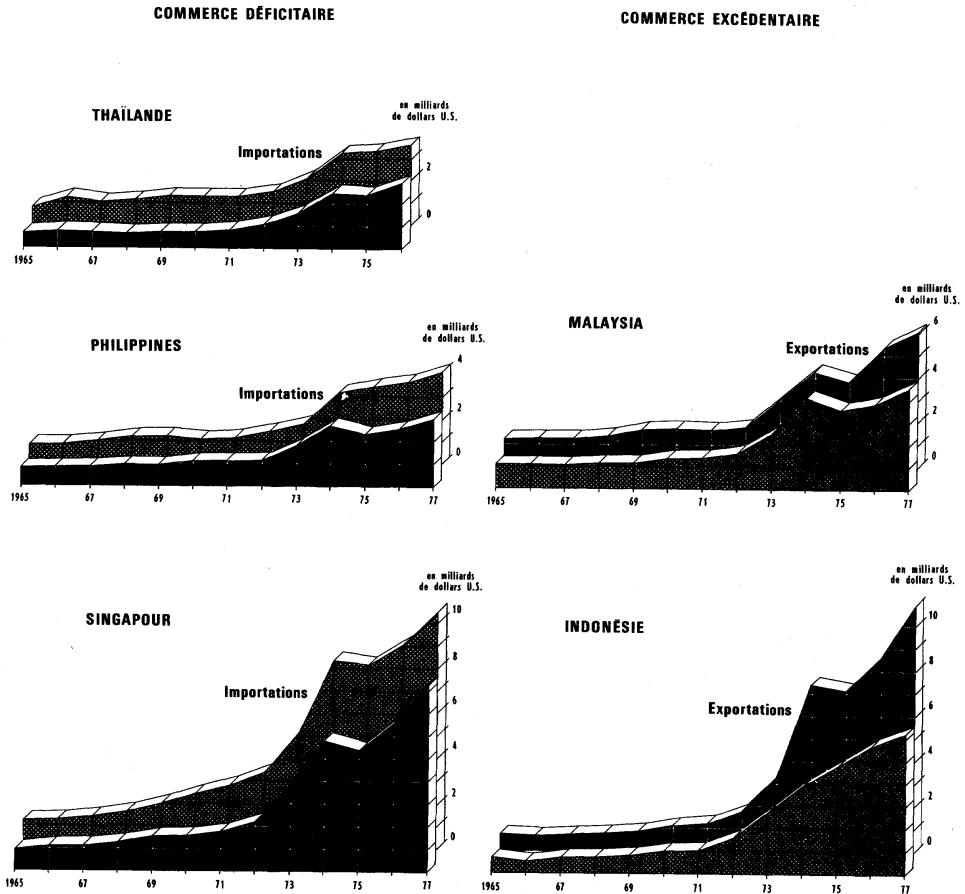 COMMERCE DÉFICITAIRE
COMMERCE EXCÉDENTAIRE
THAÏLANDE
en milliards
de dollars U.S.
Importations
2
0
1965 67 69 71 73 75
PHILIPPINES
en milliards
de dollars U.S.
Importations
4
2
0
1965 67 69 71 73 75 77
MALAYSIA
en milliards
de dollars U.S.
Exportations
6
4
2
0
1965 67 69 71 73 75 77
SINGAPOUR
en milliards
de dollars U.S.
Importations
10
8
6
4
2
0
1965 67 69 71 73 75 77
INDONÉSIE
en milliards
de dollars U.S.
Exportations
10
8
6
4
2
0
1965 67 69 71 73 75 77